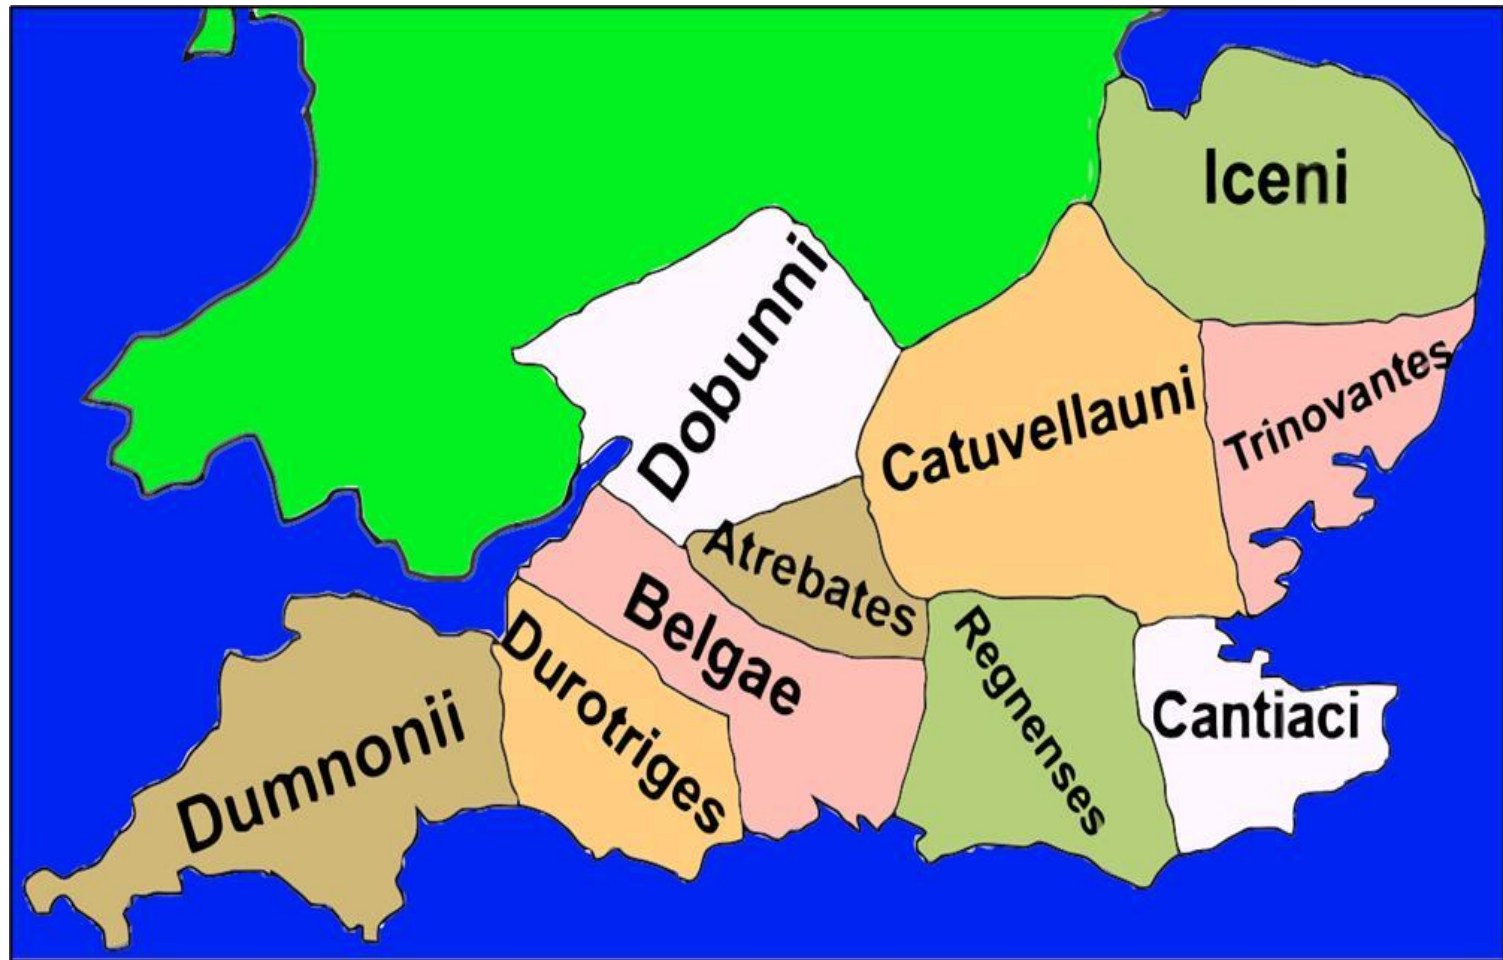 Iceni
Dobunni
Catuvellauni
Trinovantes
Atrebates
Belgae
Regnenses
Durotriges
Cantiaci
Dumnonii